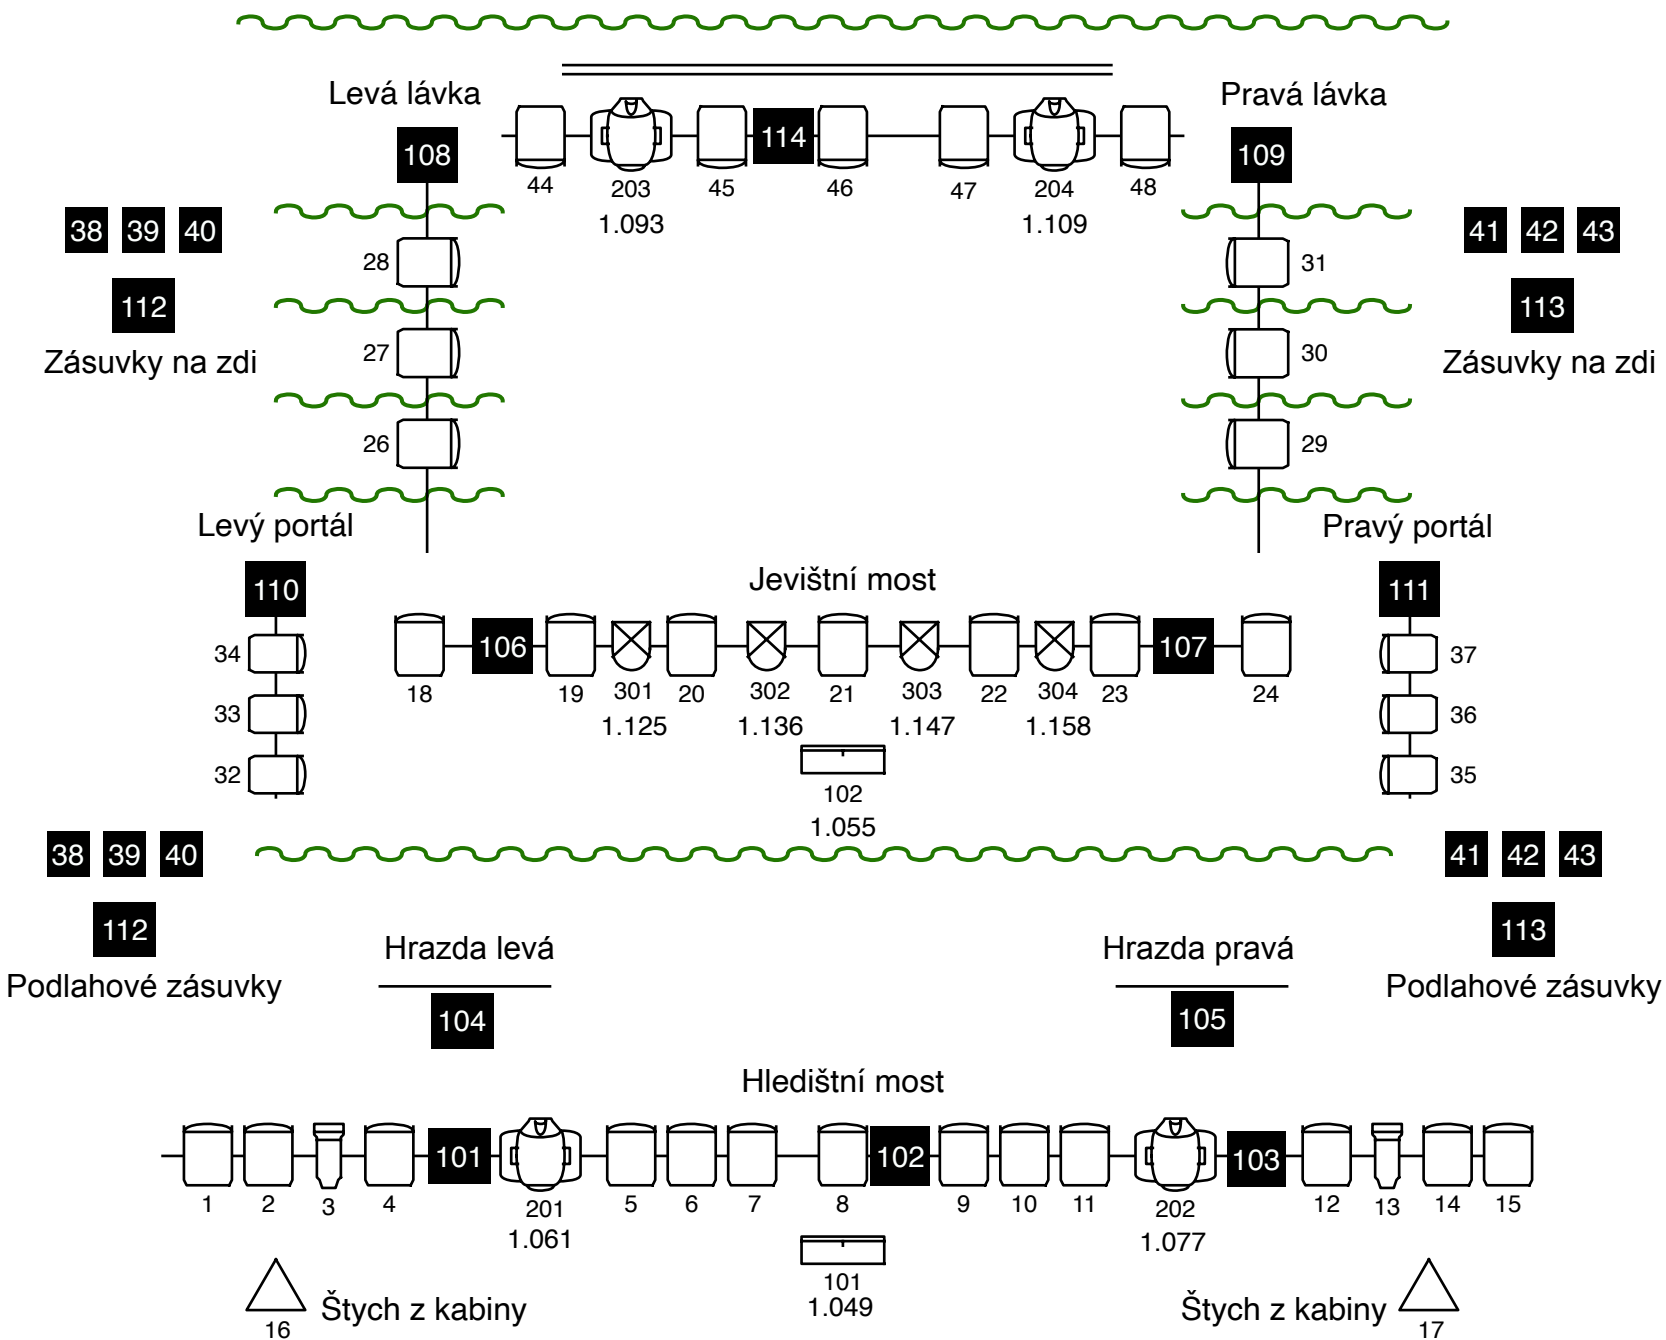 Levá lávka
Pravá lávka
108
114
109
44 203 45 46 47 204 48
1.093 1.109
38 39 40
41 42 43
28
31
112
113
Zásuvky na zdi
27
30
Zásuvky na zdi
26
29
Levý portál
Pravý portál
110
Jevištní most
111
34
106
107
37
18 19 301 20 302 21 303 22 304 23 24
33
1.125 1.136 1.147 1.158
36
32
102
35
1.055
38 39 40
41 42 43
112
Hrazda levá
Hrazda pravá
113
Podlahové zásuvky
104
105
Podlahové zásuvky
Hledištní most
101
102
103
1 2 3 4 201 5 6 7 8 9 10 11 202 12 13 14 15
1.061
1.077
101
1.049
Štych z kabiny
Štych z kabiny
16
17